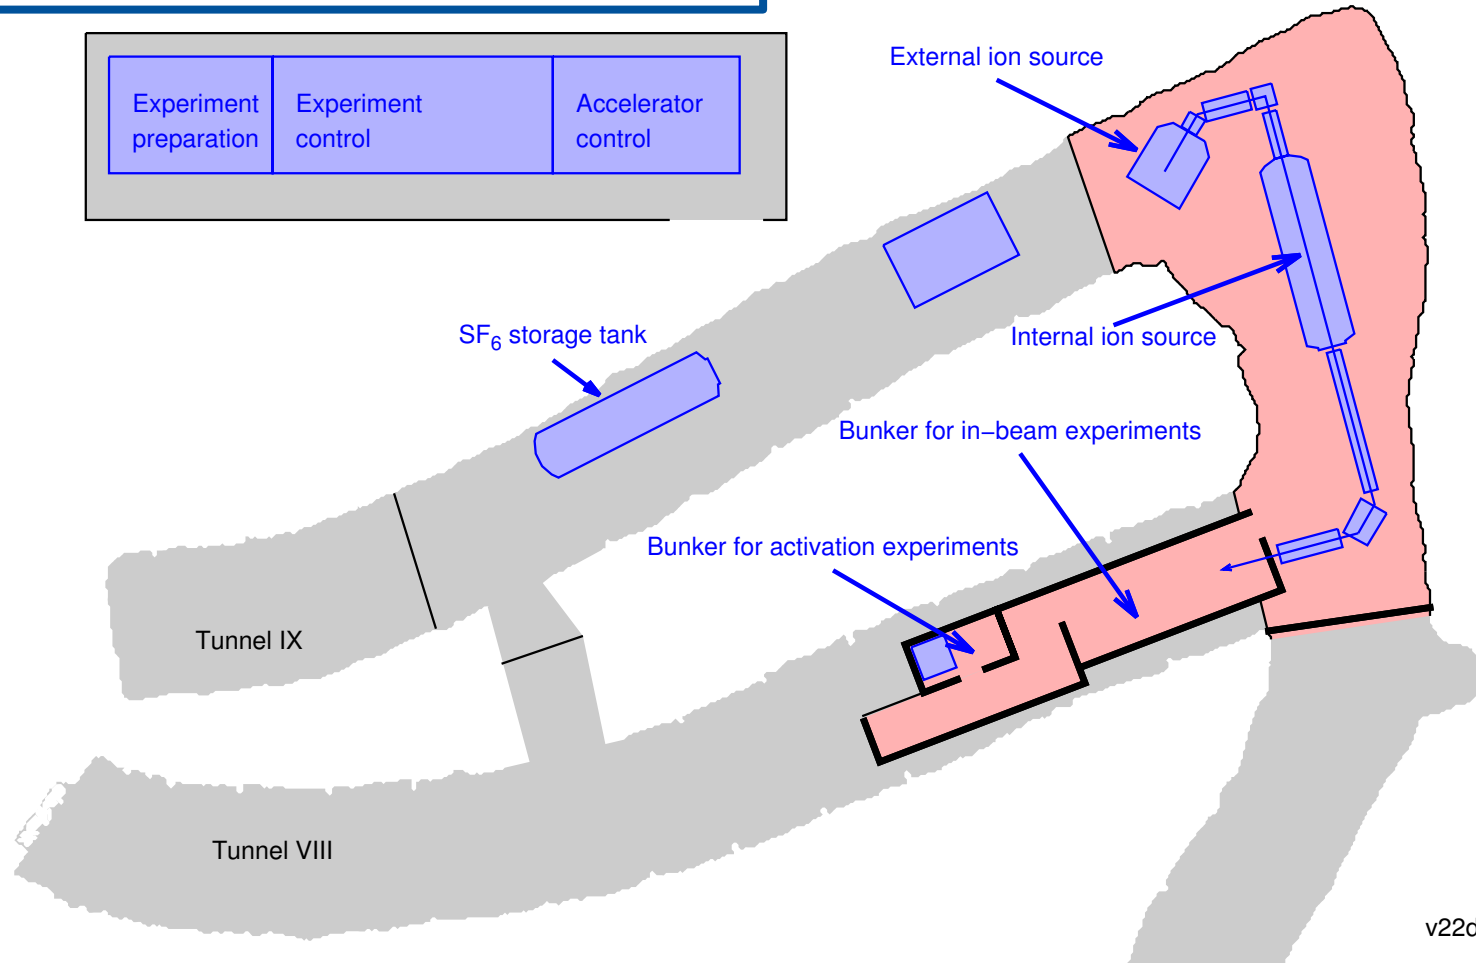 External ion source
Experiment
preparation
Experiment
control
Accelerator
control
SF6 storage tank
Internal ion source
Bunker for in−beam experiments
Bunker for activation experiments
Tunnel IX
Tunnel VIII
v22d